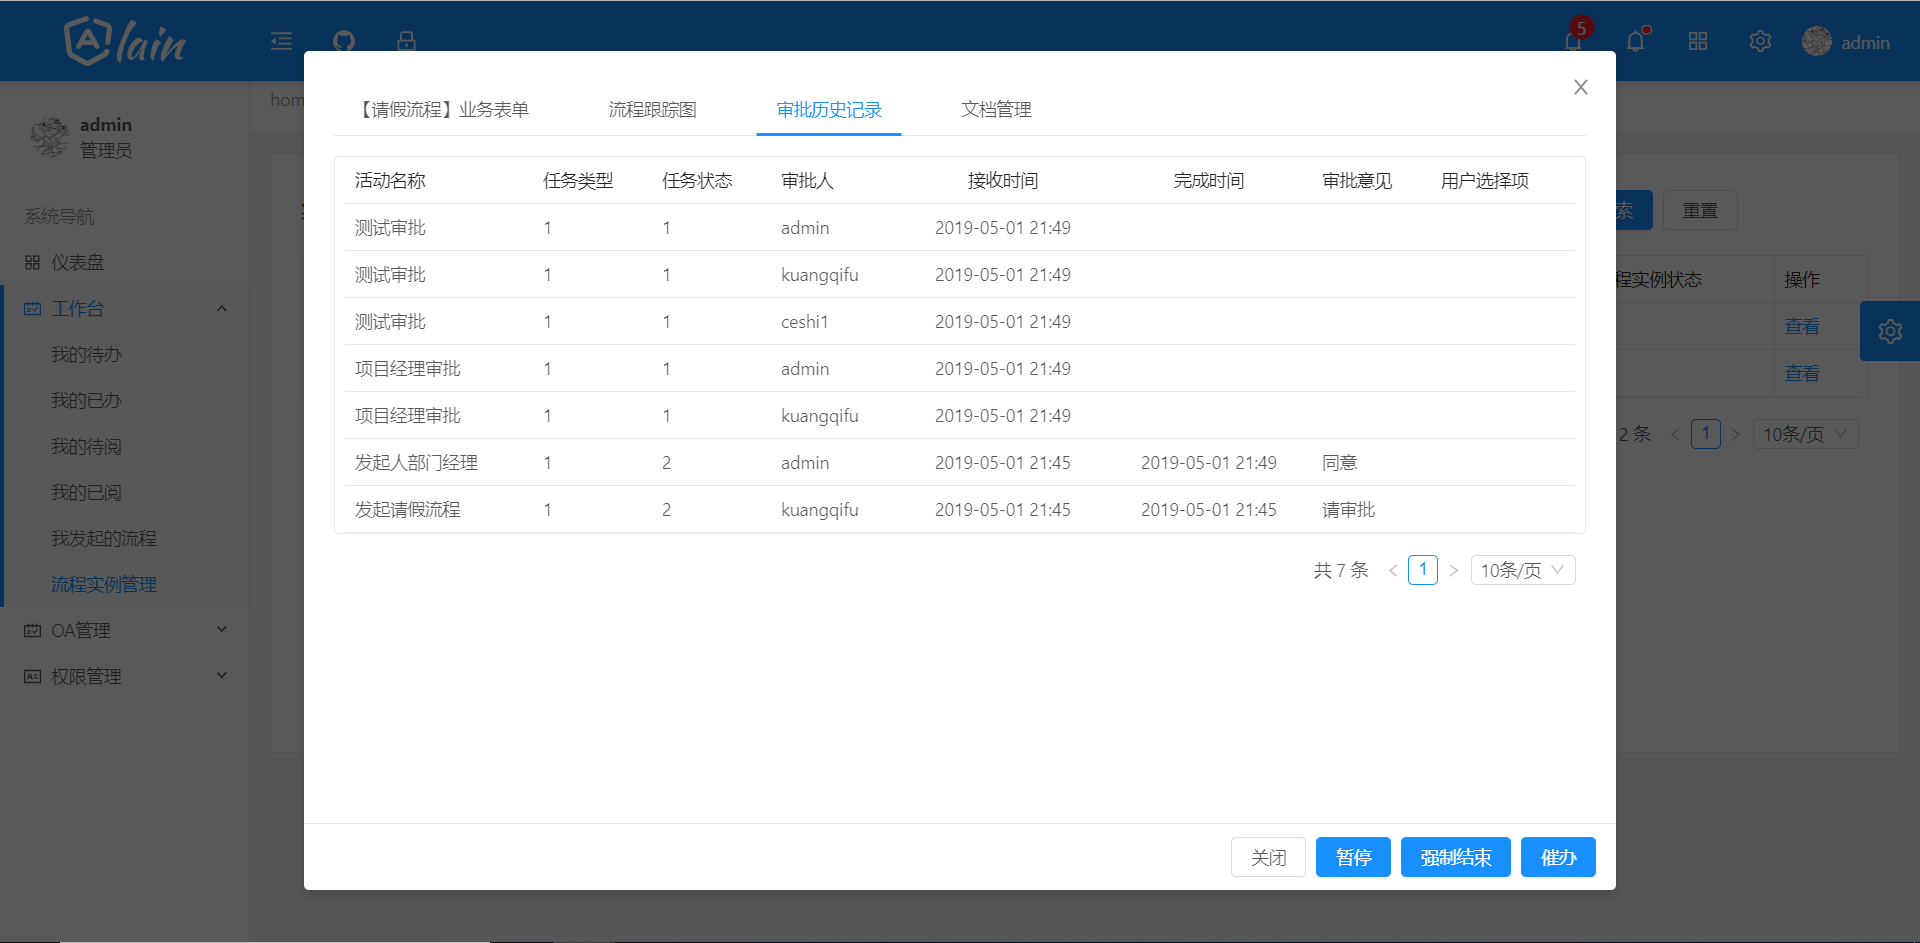 Alain
5
admin
hom
admin
管理员
系统导航
仪表盘
工作台
我的待办
我的已办
我的待阅
我的已阅
我发起的流程
流程实例管理
OA管理
权限管理
【请假流程】业务表单 流程跟踪图 审批历史记录 文档管理
活动名称 任务类型 任务状态 审批人 接收时间 完成时间 审批意见 用户选择项
测试审批 1 1 admin 2019-05-01 21:49
测试审批 1 1 kuangqifu 2019-05-01 21:49
测试审批 1 1 ceshi1 2019-05-01 21:49
项目经理审批 1 1 admin 2019-05-01 21:49
项目经理审批 1 1 kuangqifu 2019-05-01 21:49
发起人部门经理 1 2 admin 2019-05-01 21:45 2019-05-01 21:49 同意
发起请假流程 1 2 kuangqifu 2019-05-01 21:45 2019-05-01 21:45 请审批
共 7 条 1 10条/页
关闭 暂停 强制结束 催办
索 重置
程实例状态 操作
查看
查看
2 条 1 10条/页